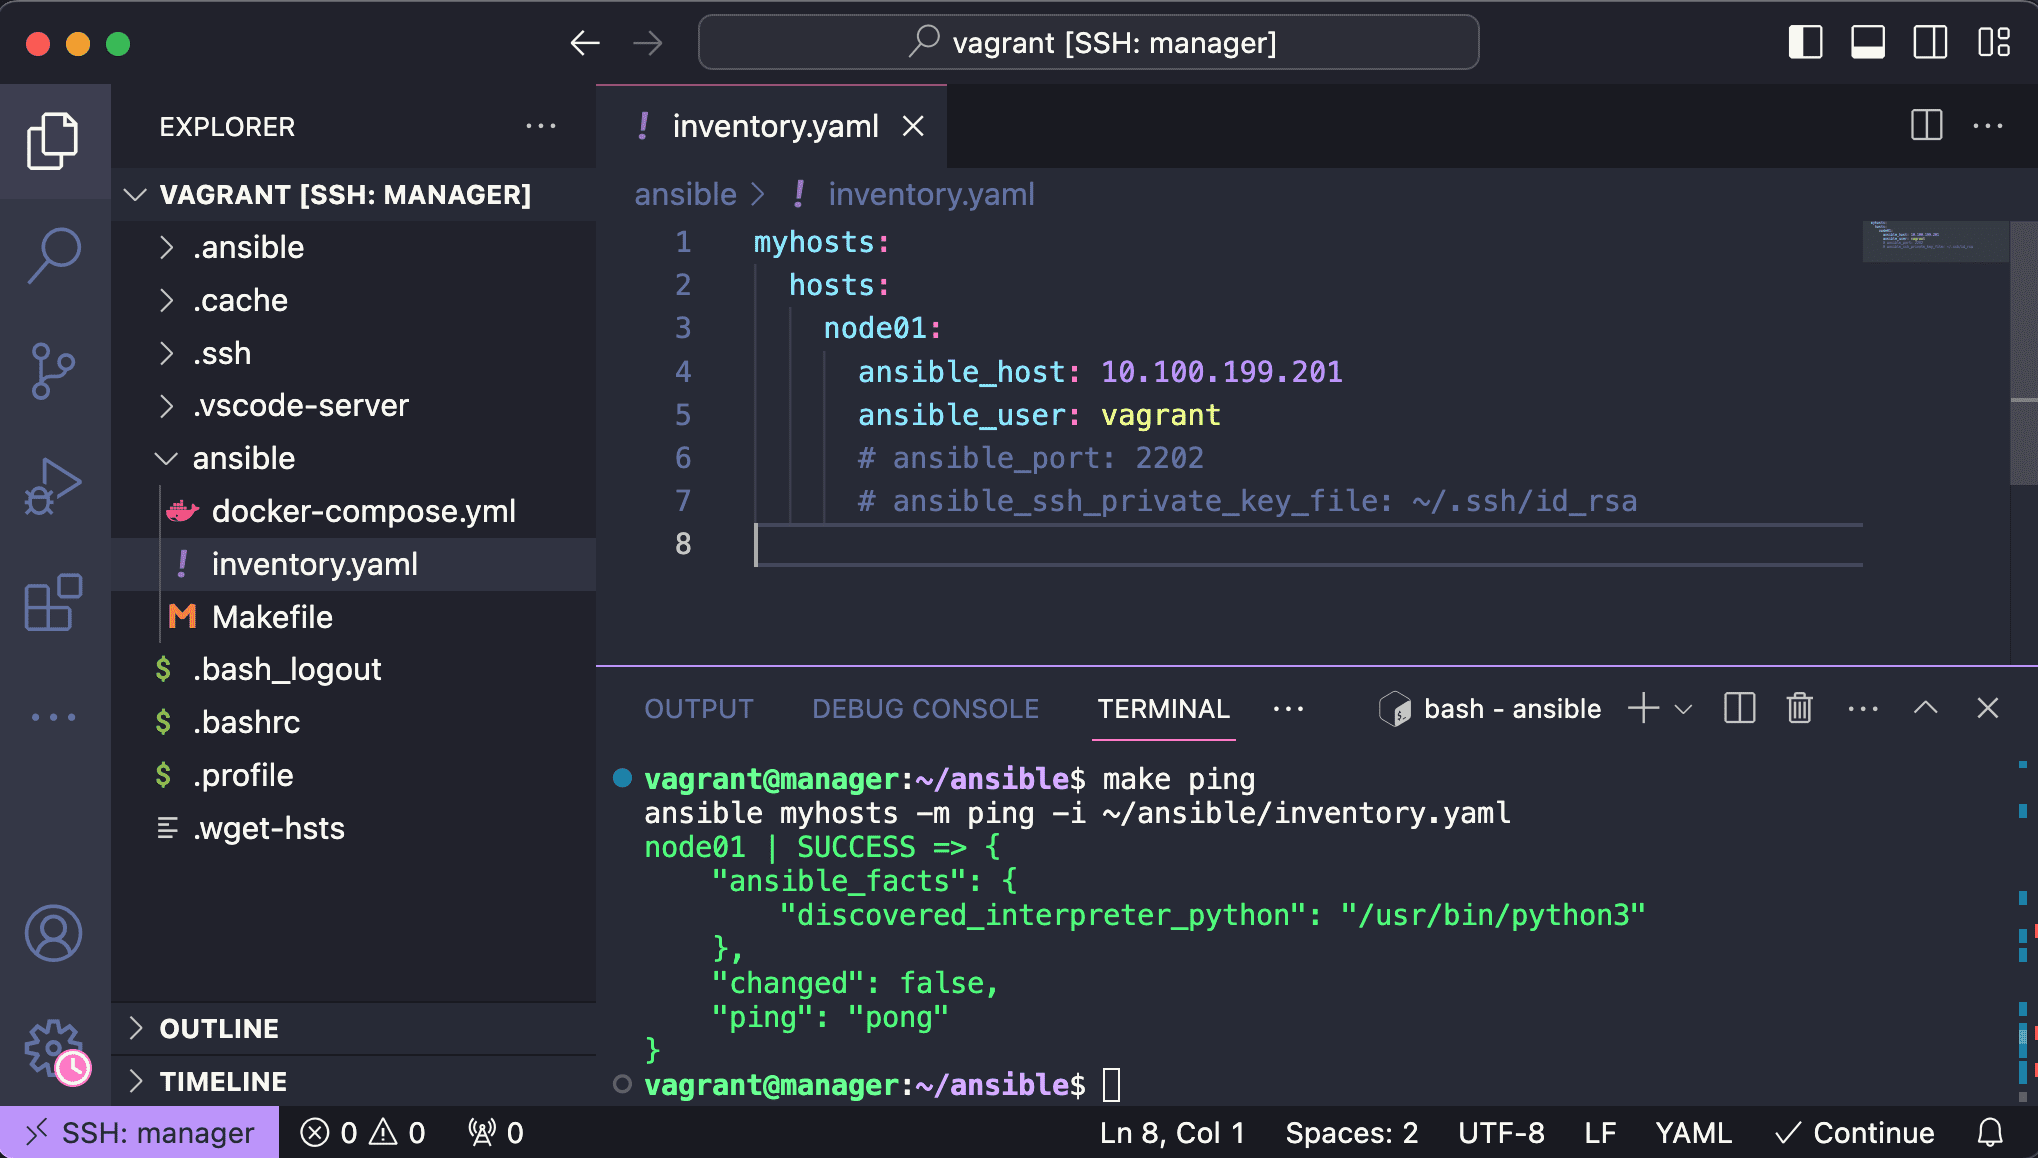 vagrant [SSH: manager]
EXPLORER
VAGRANT [SSH: MANAGER]
.ansible
.cache
.ssh
.vscode-server
ansible
docker-compose.yml
! inventory.yaml
Makefile
$ .bash_logout
$ .bashrc
$ .profile
.wget-hsts
OUTLINE
TIMELINE
! inventory.yaml
ansible > ! inventory.yaml
1 myhosts:
2 hosts:
3 node01:
4 ansible_host: 10.100.199.201
5 ansible_user: vagrant
6 # ansible_port: 2202
7 # ansible_ssh_private_key_file: ~/.ssh/id_rsa
8
OUTPUT DEBUG CONSOLE TERMINAL ... bash - ansible
vagrant@manager:~/ansible$ make ping
ansible myhosts -m ping -i ~/ansible/inventory.yaml
node01 | SUCCESS => {
"ansible_facts": {
"discovered_interpreter_python": "/usr/bin/python3"
},
"changed": false,
"ping": "pong"
}
vagrant@manager:~/ansible$
SSH: manager 0 0 0 Ln 8, Col 1 Spaces: 2 UTF-8 LF YAML Continue